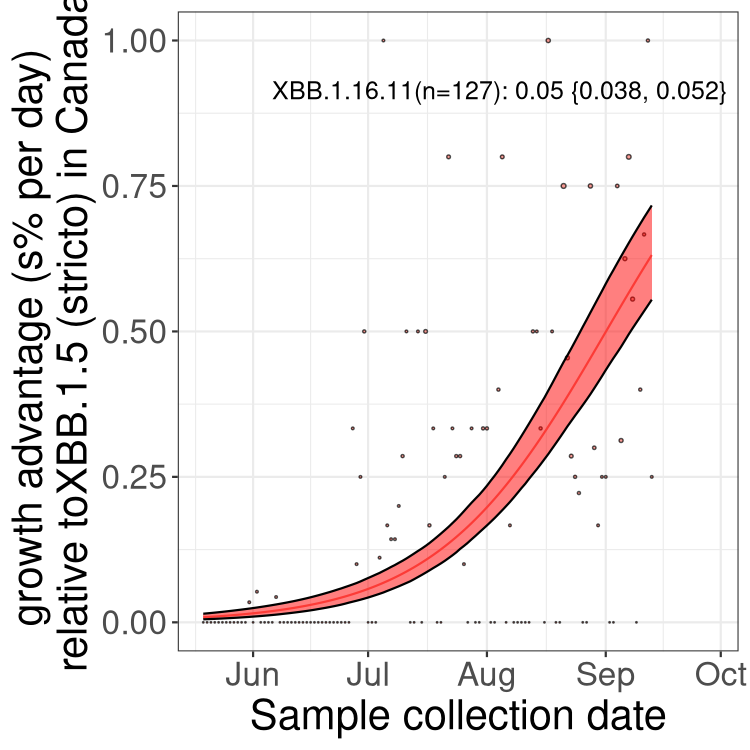 growth advantage (s% per day)
relative toXBB.1.5 (stricto) in Canada
1.00
0.75
0.50
0.25
0.00
XBB.1.16.11(n=127): 0.05 {0.038, 0.052}
Jun Jul Aug Sep Oct
Sample collection date